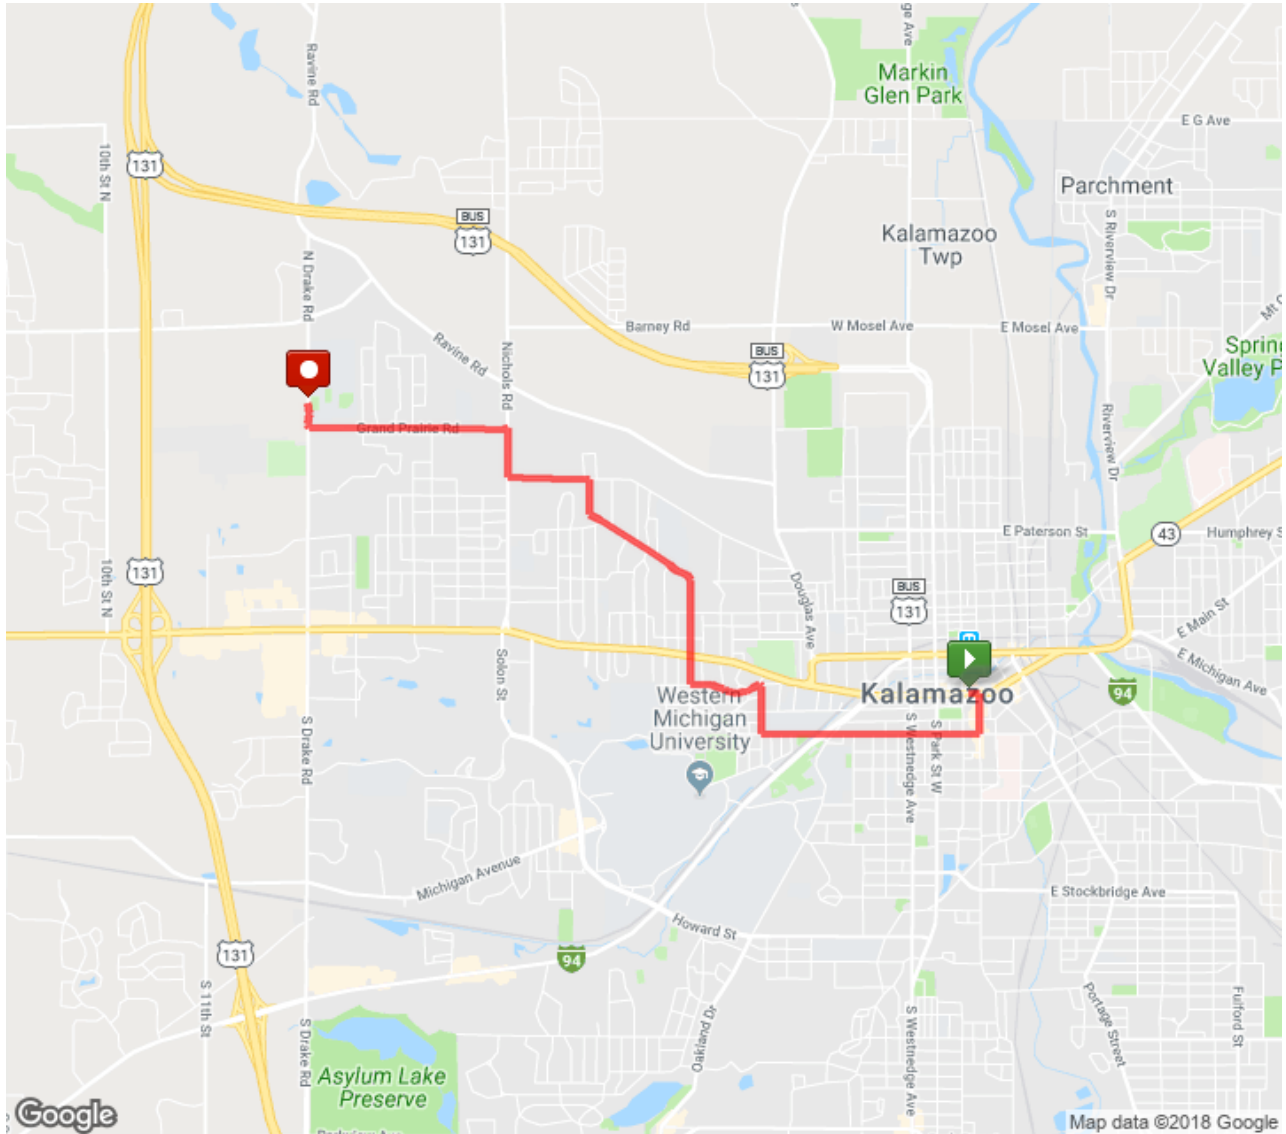 Markin
Glen Park
edge Ave
E G Ave
Ravine Rd
10th St N
131
Parchment
S Riverview Dr
BUS
131
Kalamazoo
Twp
N Drake Rd
Barney Rd
W Mosel Ave
E Mosel Ave
Ravine Rd
Nichols Rd
BUS
131
Valley P
Riverview Dr
Grand Prairie Rd
E Paterson St
43
Humphrey S
10th St N
131
Douglas Ave
BUS
131
E Main St
Solon St
E Michigan Ave
94
Kalamazoo
Western
Michigan
University
S Drake Rd
S Westnedge Ave
S Park St W
Michigan Avenue
E Stockbridge Ave
Howard St
131
94
S 11th St
S Drake Rd
Oakland Dr
S Westnedge Ave
Portage Street
Fulford St
Asylum Lake
Preserve
Google
Map data ©2018 Google